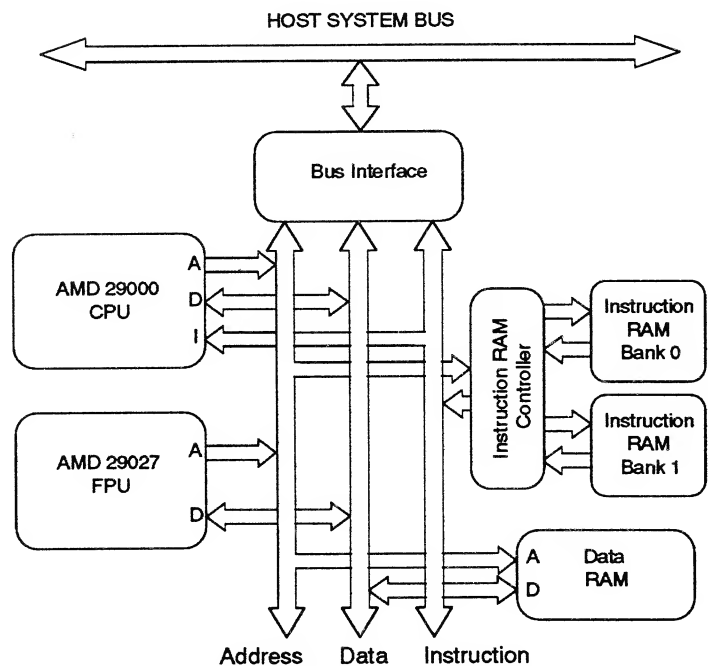 HOST SYSTEM BUS
Bus Interface
AMD 29000
CPU
A
D
I
AMD 29027
FPU
A
D
Instruction RAM
Controller
Instruction
RAM
Bank 0
Instruction
RAM
Bank 1
A
D
Data
RAM
Address
Data
Instruction